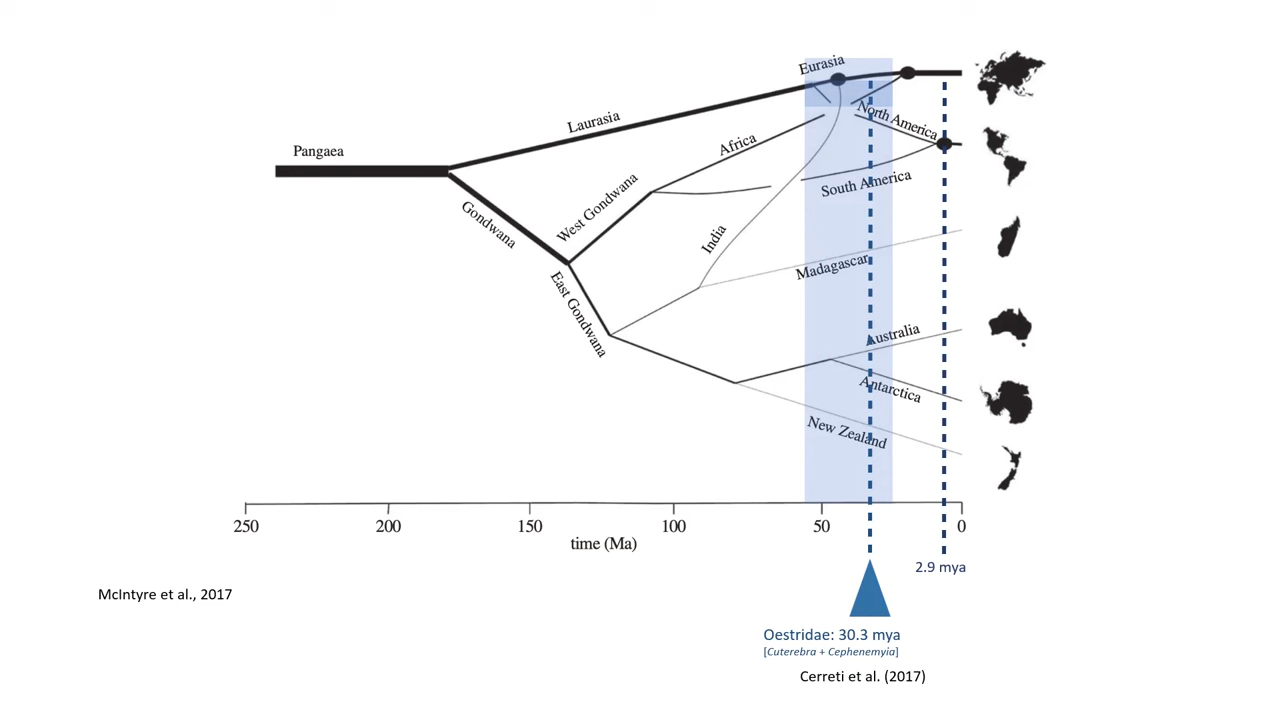 Eurasia
Laurasia
North America
Pangaea
Africa
South America
West Gondwana
Gondwana
India
Madagascar
East Gondwana
Australia
Antarctica
New Zealand
250 200 150 100 50 0
time (Ma)
2.9 mya
McIntyre et al., 2017
Oestridae: 30.3 mya
[Cuterebra + Cephenemyia]
Cerreti et al. (2017)